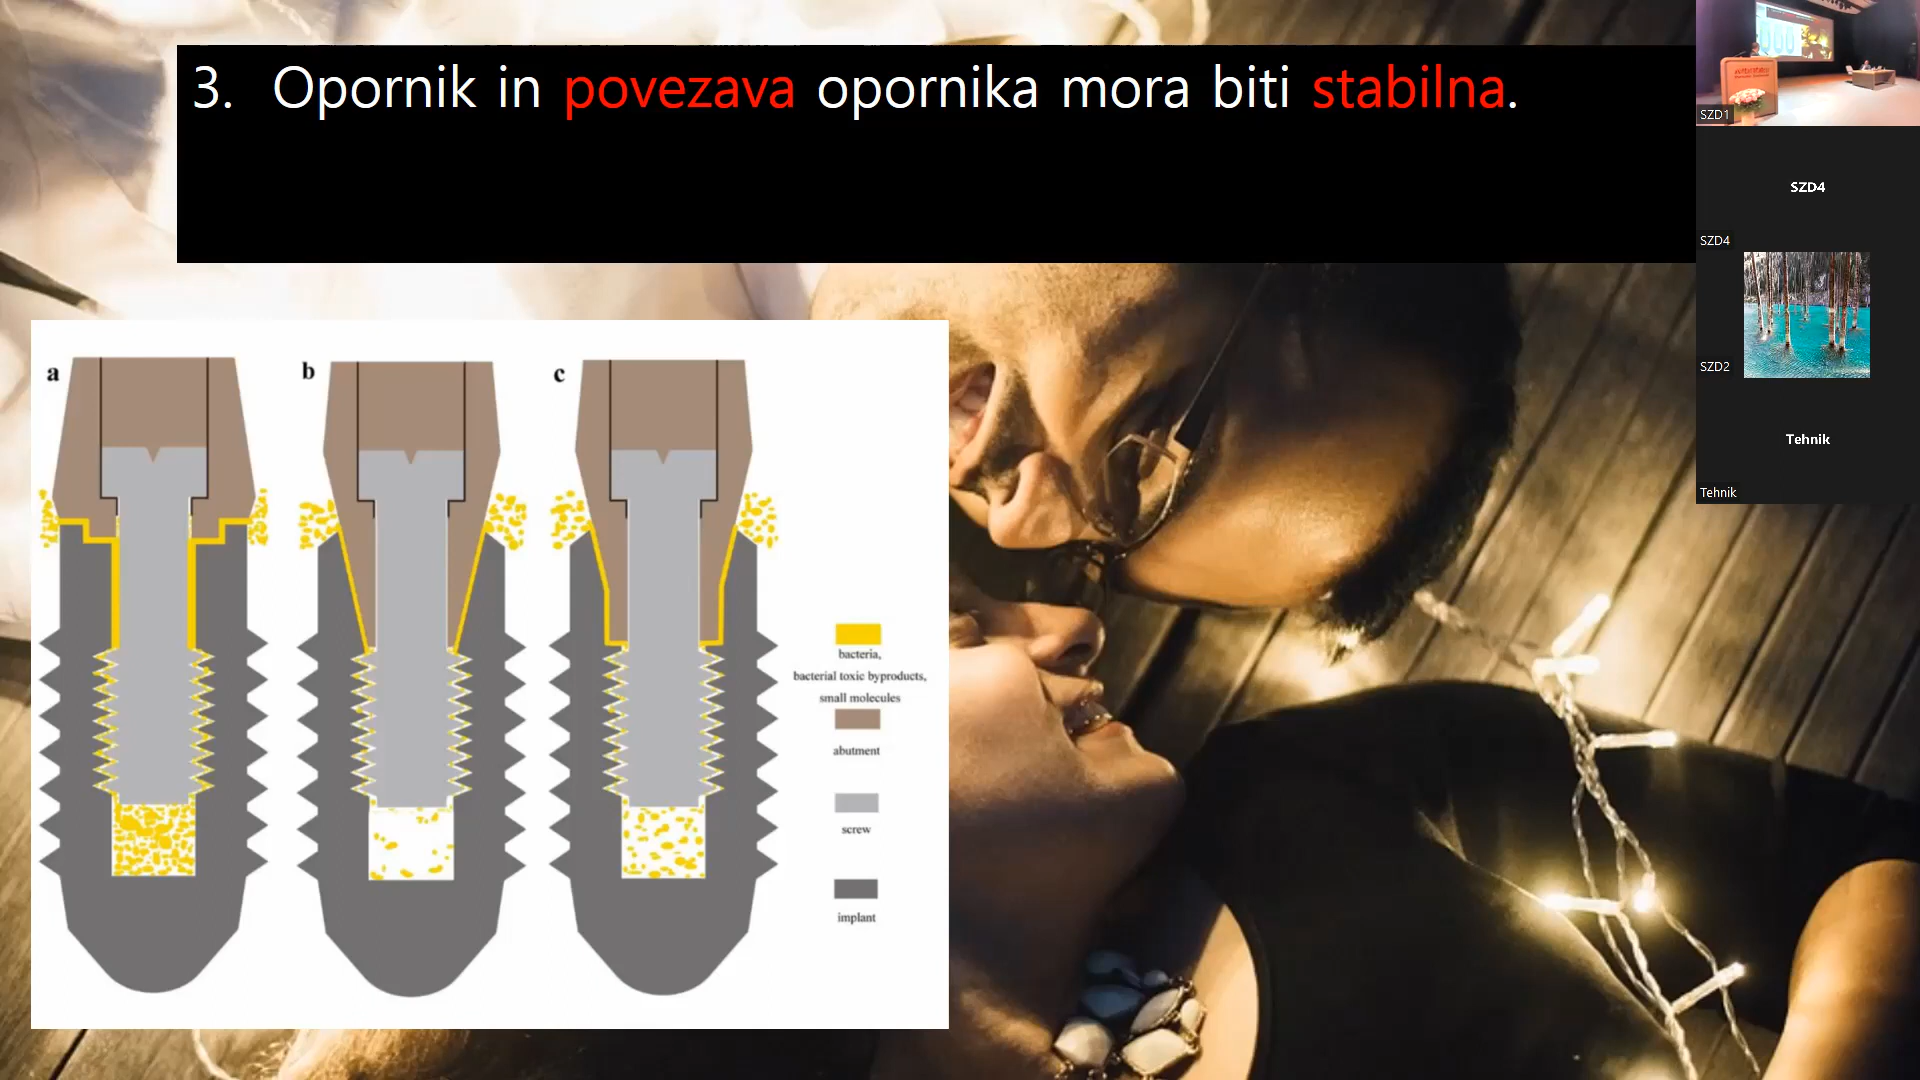 3. Opornik in povezava opornika mora biti stabilna.
a
b
c
bacteria,
bacterial toxic byproducts,
small molecules
abutment
screw
implant
SZD1
SZD4
SZD4
SZD2
Tehnik
Tehnik